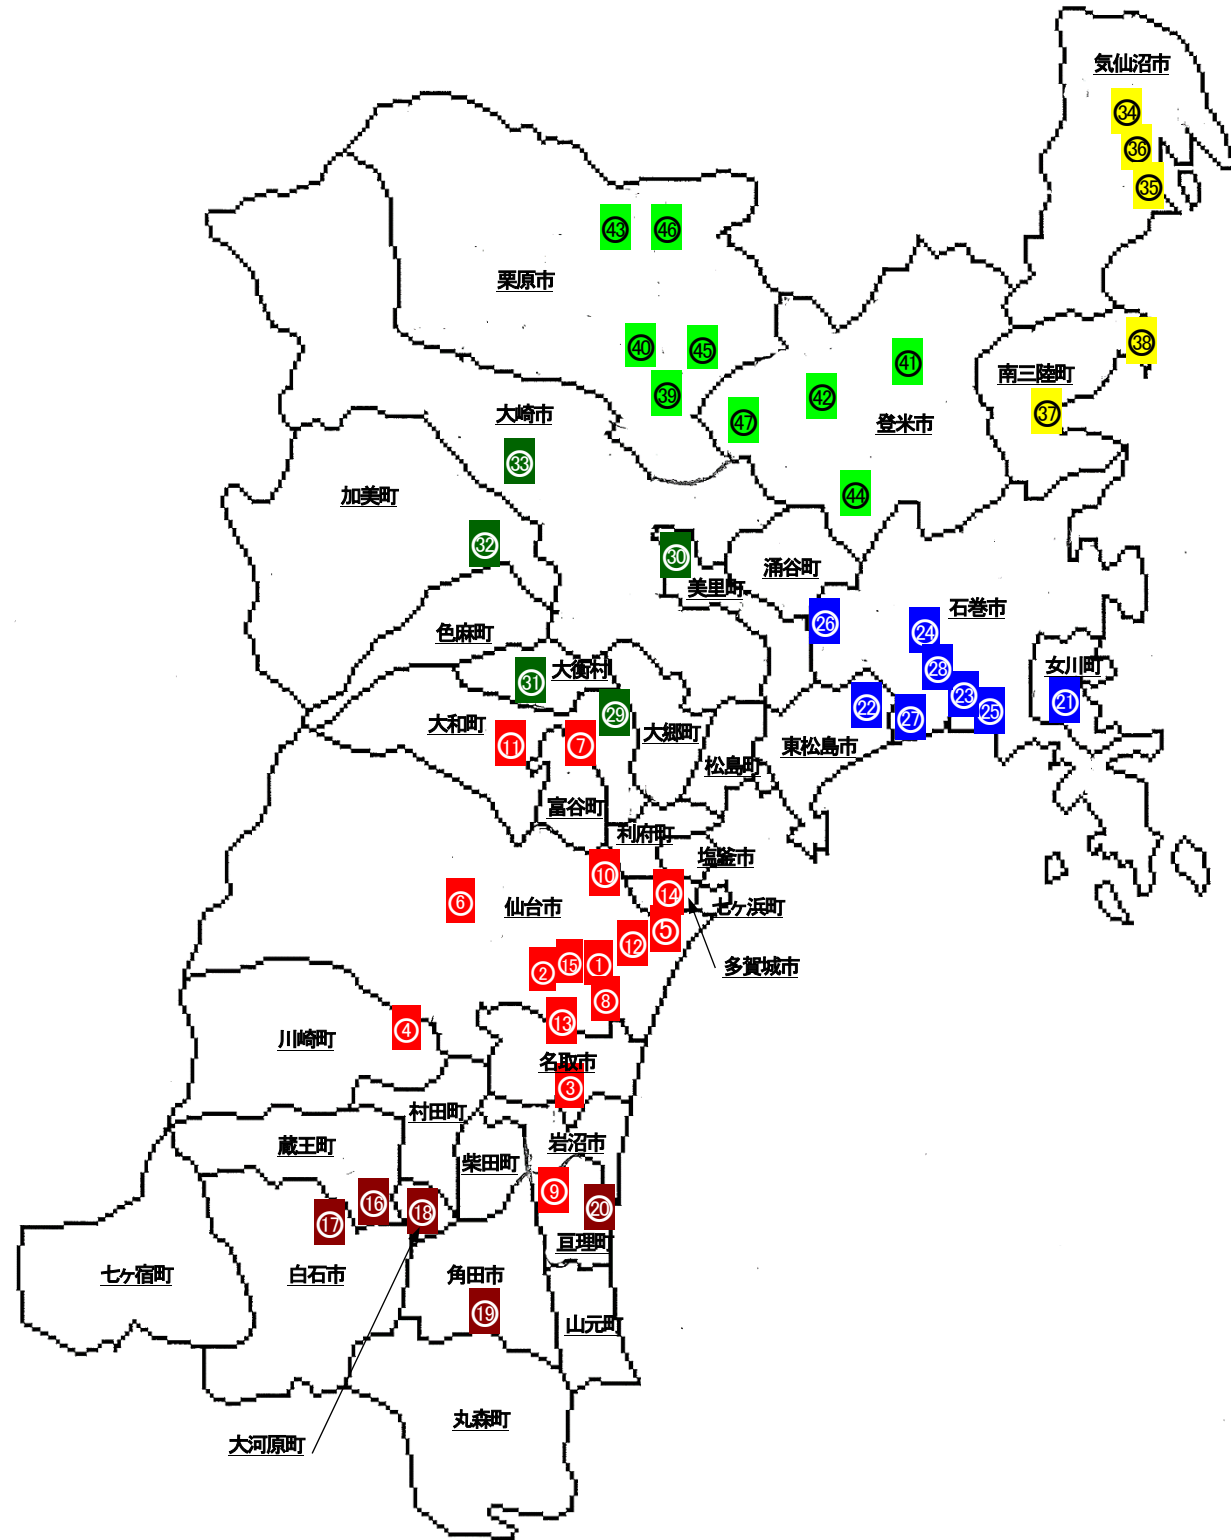 気仙沼市
㉞
㊱
㉟
㊸
㊻
栗原市
㊵
㊺
㊴
㊶
㊷
㊼
登米市
㊹
㊳
南三陸町
㊲
大崎市
㉝
加美町
㉜
㉚
美里町
涌谷町
色麻町
大衡村
㉛
㉙
石巻市
㉖
㉔
㉘
㉓
㉕
㉒
㉗
女川町
㉑
東松島市
大和町
⑪
⑦
大郷町
松島町
富谷町
利府町
塩釜市
⑩
⑭
七ヶ浜町
⑥
仙台市
⑤
⑫
多賀城市
②
⑮
①
⑧
川崎町
④
⑬
名取市
③
村田町
蔵王町
柴田町
岩沼市
⑯
⑰
⑱
⑨
⑳
亘理町
七ヶ宿町
白石市
角田市
⑲
山元町
丸森町
大河原町